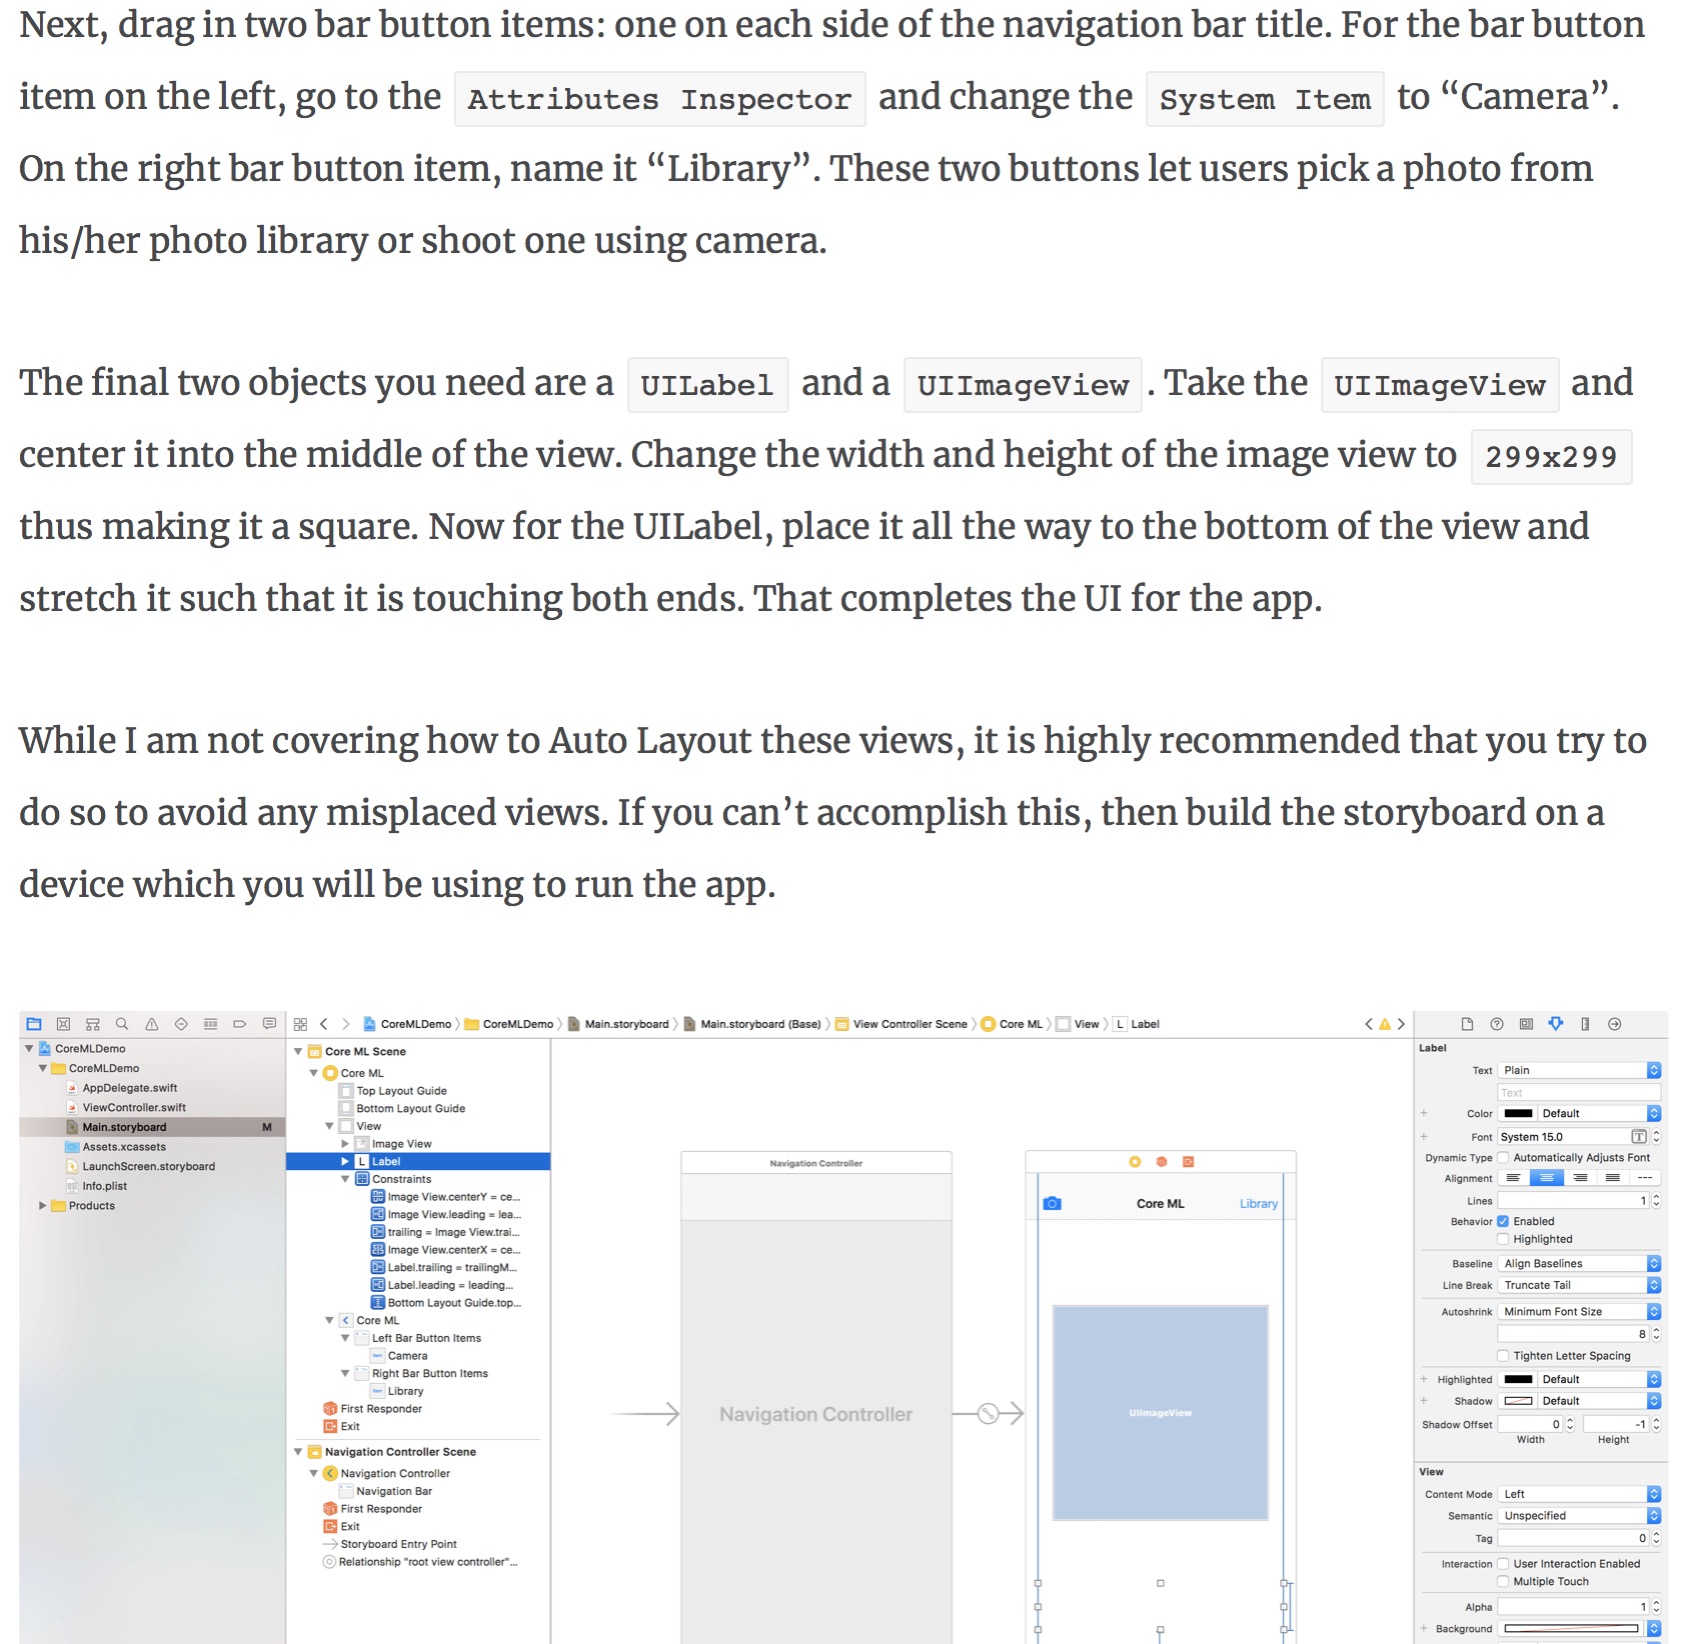 Next, drag in two bar button items: one on each side of the navigation bar title. For the bar button
item on the left, go to the Attributes Inspector and change the System Item to “Camera”.
On the right bar button item, name it “Library”. These two buttons let users pick a photo from
his/her photo library or shoot one using camera.
The final two objects you need are a UILabel and a UIImageView . Take the UIImageView and
center it into the middle of the view. Change the width and height of the image view to 299x299
thus making it a square. Now for the UILabel, place it all the way to the bottom of the view and
stretch it such that it is touching both ends. That completes the UI for the app.
While I am not covering how to Auto Layout these views, it is highly recommended that you try to
do so to avoid any misplaced views. If you can’t accomplish this, then build the storyboard on a
device which you will be using to run the app.
CoreMLDemo CoreMLDemo Main.storyboard Main.storyboard (Base) View Controller Scene Core ML View L Label
CoreMLDemo
CoreMLDemo
AppDelegate.swift
ViewController.swift
Main.storyboard M
Assets.xcassets
LaunchScreen.storyboard
Info.plist
Products
Core ML Scene
Core ML
Top Layout Guide
Bottom Layout Guide
View
Image View
L Label
Constraints
Image View.centerY = ce...
Image View.leading = lea...
trailing = Image View.trai...
Image View.centerX = ce...
Label.trailing = trailingM...
Label.leading = leading...
Bottom Layout Guide.top...
Core ML
Left Bar Button Items
Camera
Right Bar Button Items
Library
First Responder
Exit
Navigation Controller Scene
Navigation Controller
Navigation Bar
First Responder
Exit
Storyboard Entry Point
Relationship "root view controller"...
Navigation Controller
Navigation Controller
Core ML Library
UIImageView
Label
Text Plain
Text
Color Default
Font System 15.0
Dynamic Type Automatically Adjusts Font
Alignment
Lines 1
Behavior Enabled
Highlighted
Baseline Align Baselines
Line Break Truncate Tail
Autoshrink Minimum Font Size
8
Tighten Letter Spacing
Highlighted Default
Shadow Default
Shadow Offset 0 -1
Width Height
View
Content Mode Left
Semantic Unspecified
Tag 0
Interaction User Interaction Enabled
Multiple Touch
Alpha 1
Background